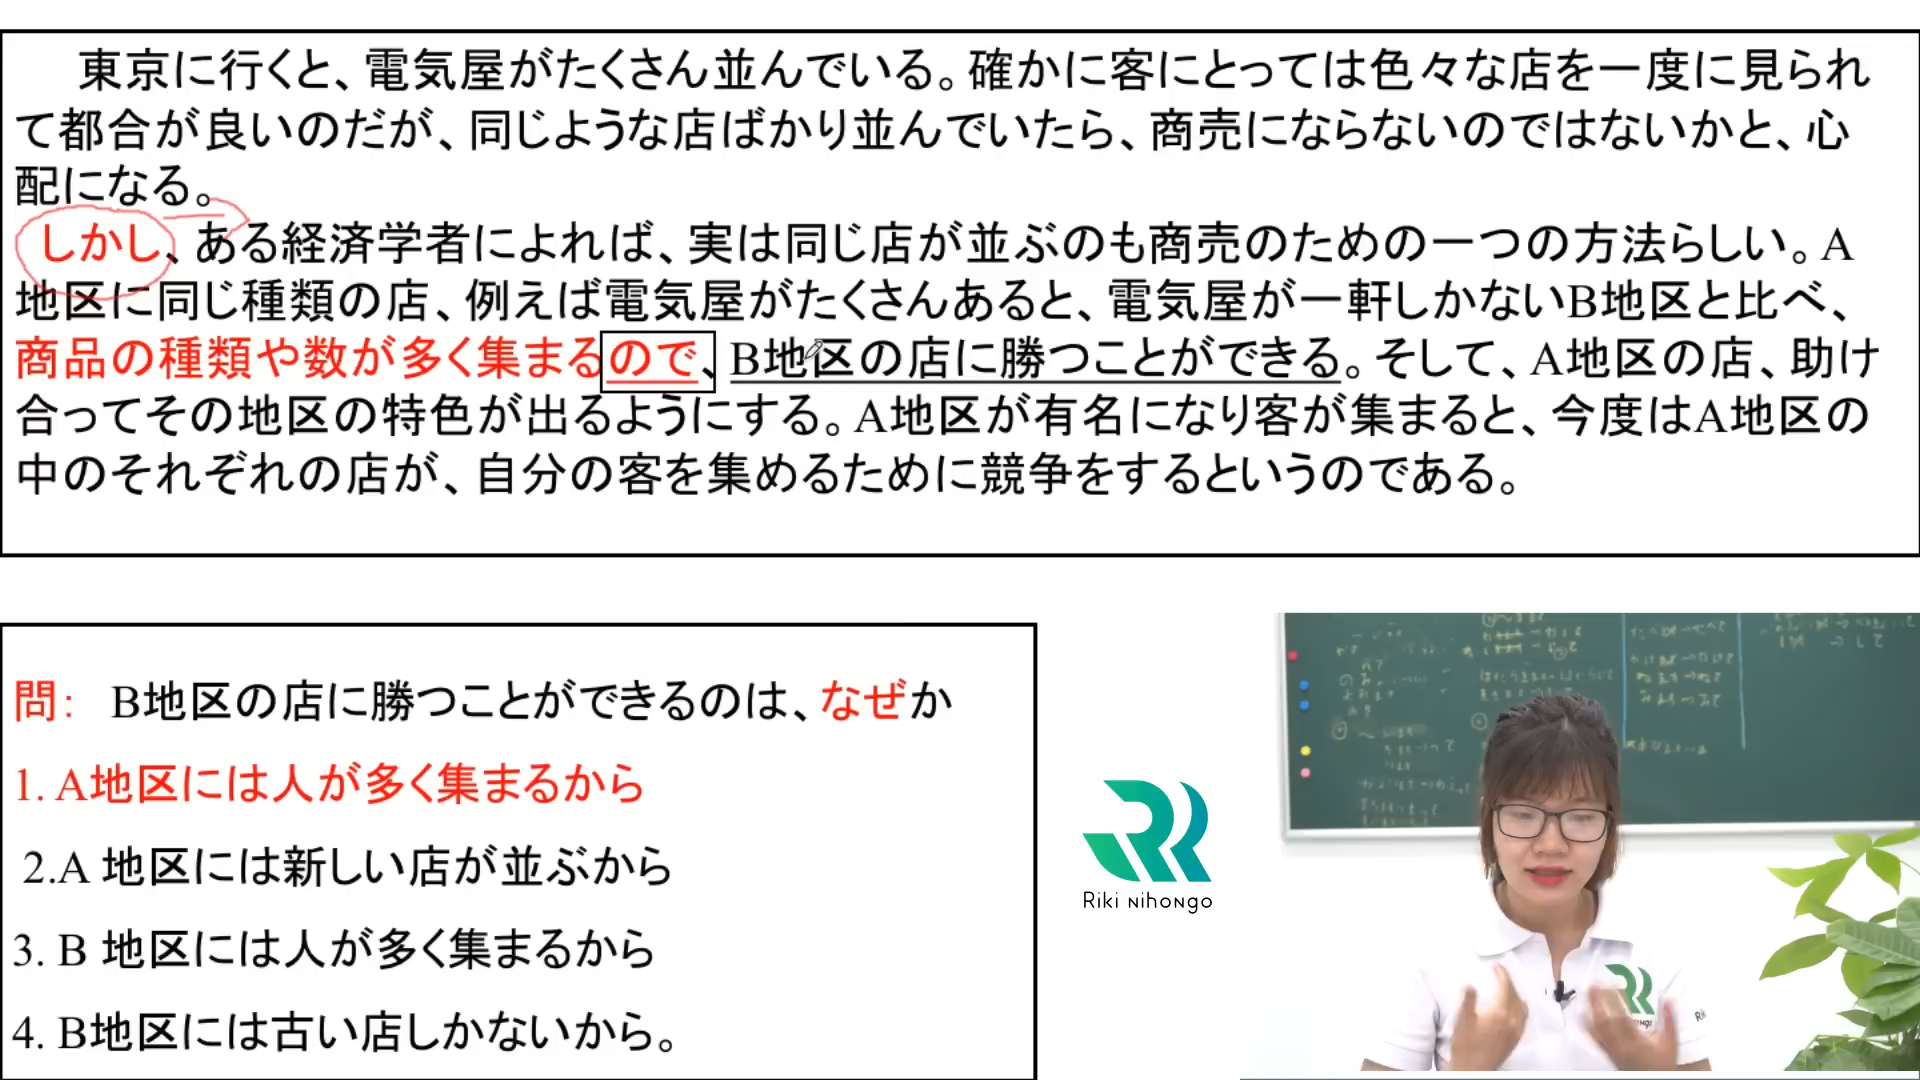 東京に行くと、電気屋がたくさん並んでいる。確かに客にとっては色々な店を一度に見られ
て都合が良いのだが、同じような店ばかり並んでいたら、商売にならないのではないかと、心
配になる。
しかし、ある経済学者によれば、実は同じ店が並ぶのも商売のための一つの方法らしい。A
地区に同じ種類の店、例えば電気屋がたくさんあると、電気屋が一軒しかないB地区と比べ、
商品の種類や数が多く集まるので、B地区の店に勝つことができる。そして、A地区の店、助け
合ってその地区の特色が出るようにする。A地区が有名になり客が集まると、今度はA地区の
中のそれぞれの店が、自分の客を集めるために競争をするというのである。
問: B地区の店に勝つことができるのは、なぜか
1. A地区には人が多く集まるから
2.A 地区には新しい店が並ぶから
3. B 地区には人が多く集まるから
4. B地区には古い店しかないから。
Riki NihoNgo